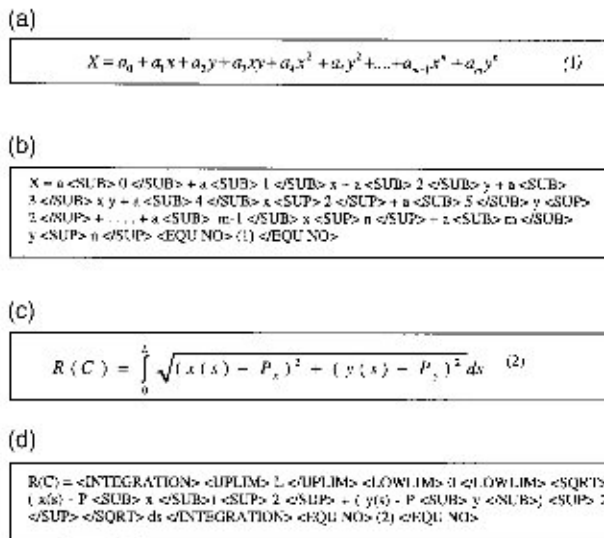 (a)
X = a₀ + a₁x + a₂y + a₃xy + a₄x² + a₅y² + .... + aₘ₋₁xⁿ + aₘyⁿ (1)
(b)
X = a <SUB> 0 </SUB> + a <SUB> 1 </SUB> x + a <SUB> 2 </SUB> y + a <SUB>
3 </SUB> x y + a <SUB> 4 </SUB> x <SUP> 2 </SUP> + a <SUB> 5 </SUB> y <SUP>
2 </SUP> + . . . . + a <SUB> m-1 </SUB> x <SUP> n </SUP> + a <SUB> m </SUB>
y <SUP> n </SUP> <EQU NO> (1) </EQU NO>
(c)
R(C) = ∫₀ᴸ √((x(s) − Pₓ)² + (y(s) − Pᵧ)²) ds (2)
(d)
R(C) = <INTEGRATION> <UPLIM> L </UPLIM> <LOWLIM> 0 </LOWLIM> <SQRT>
( x(s) - P <SUB> x </SUB>) <SUP> 2 </SUP> + ( y(s) - P <SUB> y </SUB>) <SUP> 2
</SUP> </SQRT> ds </INTEGRATION> <EQU NO> (2) </EQU NO>